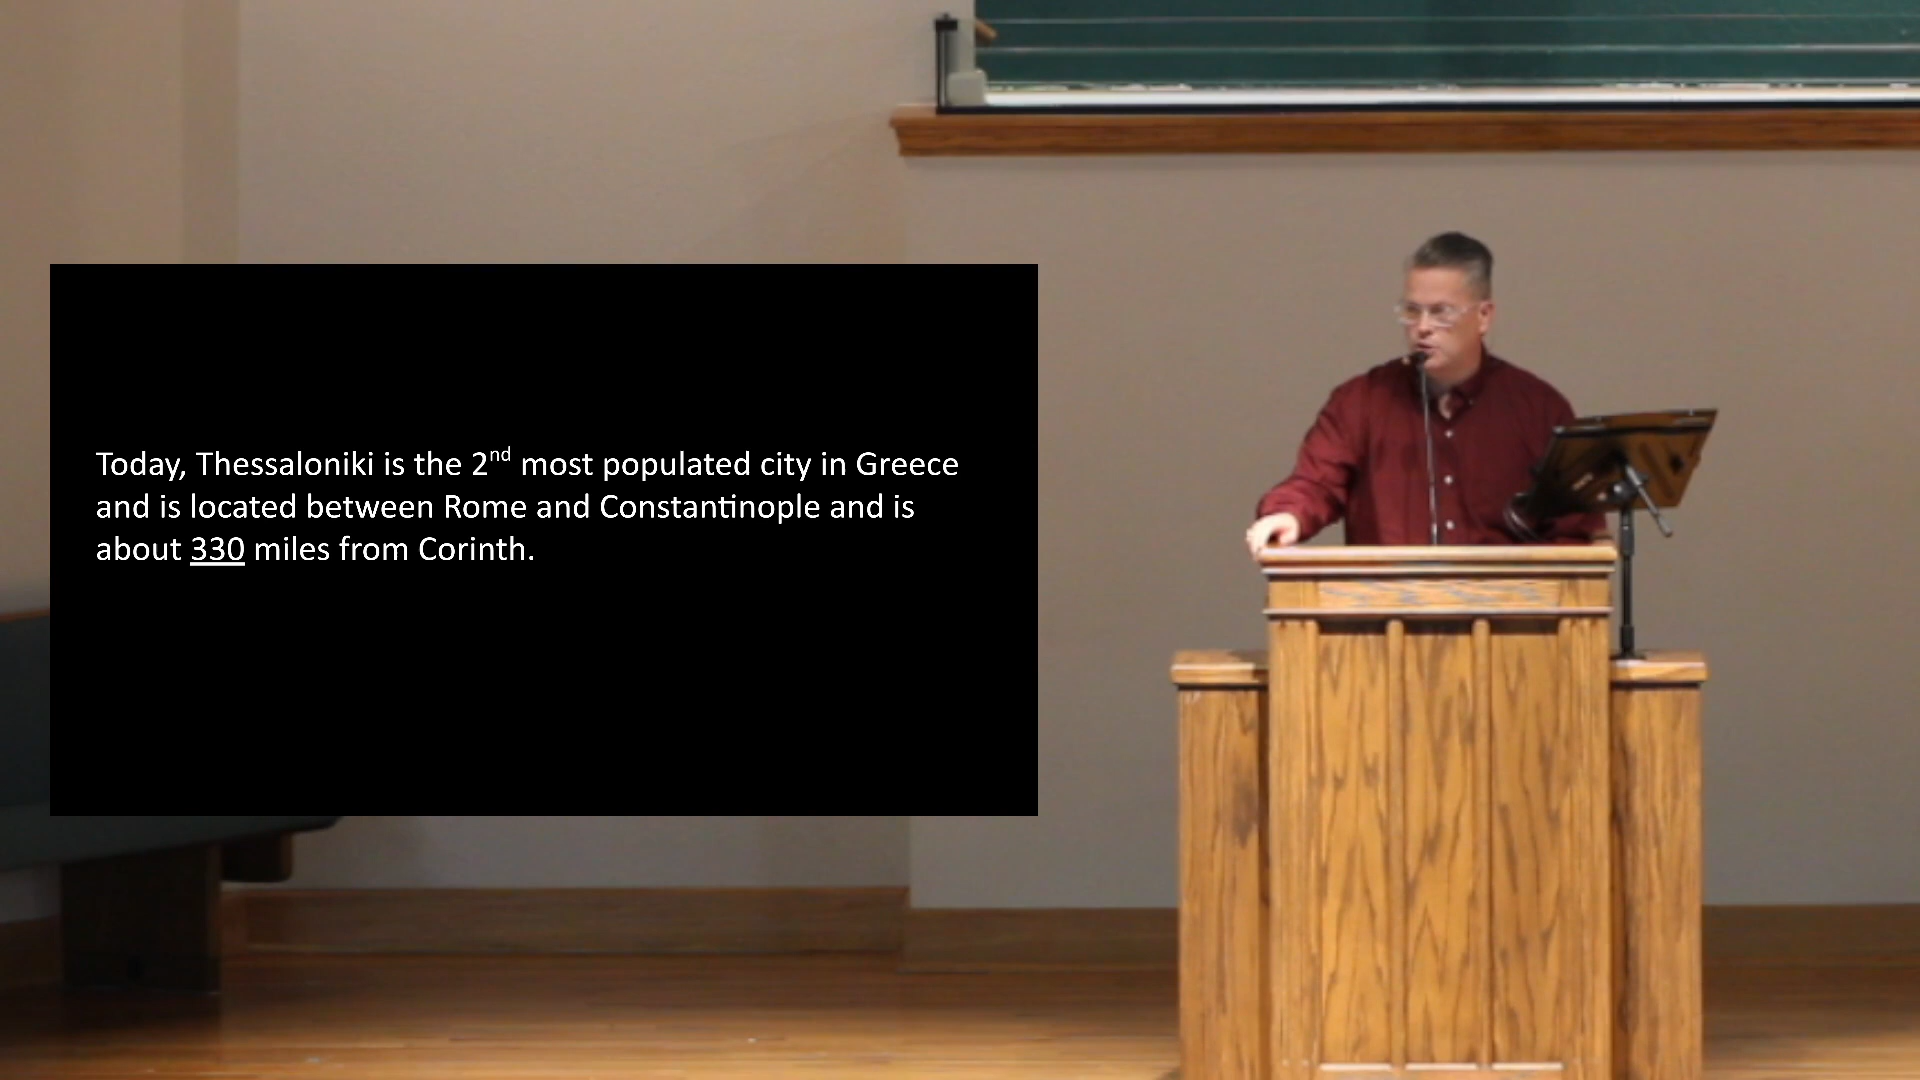 Today, Thessaloniki is the 2nd most populated city in Greece
and is located between Rome and Constantinople and is
about 330 miles from Corinth.